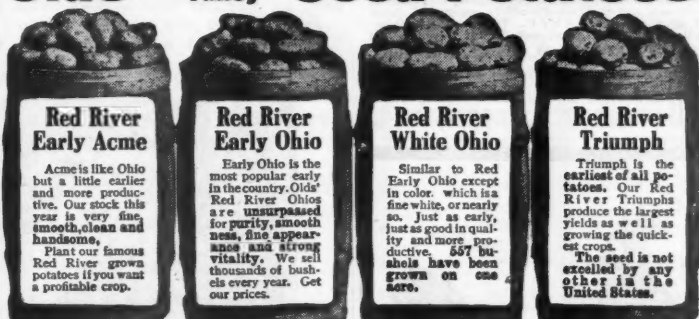 Red River
Early Acme
Acme is like Ohio
but a little earlier
and more produc-
tive. Our stock this
year is very fine,
smooth, clean and
handsome,
Plant our famous
Red River grown
potatoes if you want
a profitable crop.
Red River
Early Ohio
Early Ohio is the
most popular early
in the country. Olds'
Red River Ohios
are unsurpassed
for purity, smooth
ness, fine appear-
ance and strong
vitality. We sell
thousands of bush-
els every year. Get
our prices.
Red River
White Ohio
Similar to Red
Early Ohio except
in color. which is a
fine white, or nearly
so. Just as early,
just as good in qual-
ity and more pro-
ductive. 557 bu-
shels have been
grown on one
acre.
Red River
Triumph
Triumph is the
earliest of all po-
tatoes. Our Red
River Triumphs
produce the largest
yields as well as
growing the quick-
est crops.
The seed is not
excelled by any
other in the
United States.